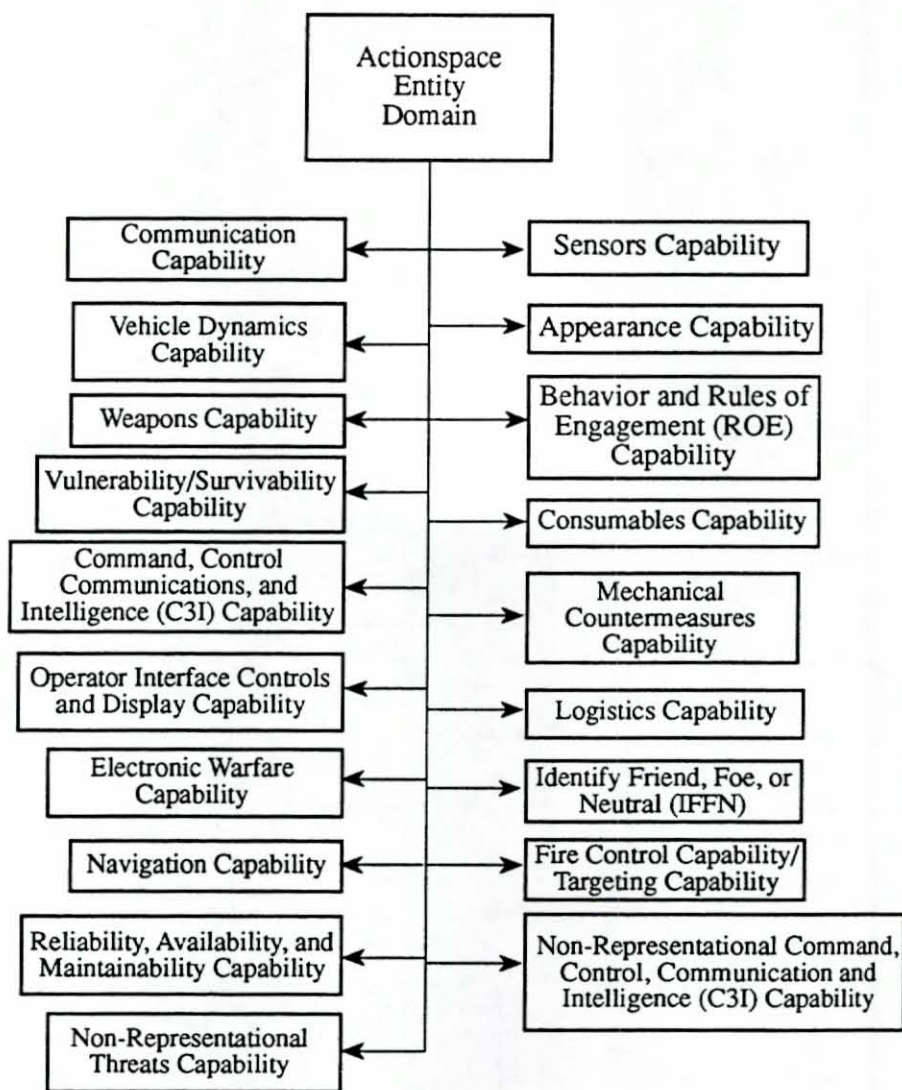 Actionspace
Entity
Domain
Communication
Capability
Sensors Capability
Vehicle Dynamics
Capability
Appearance Capability
Weapons Capability
Behavior and Rules of
Engagement (ROE)
Capability
Vulnerability/Survivability
Capability
Consumables Capability
Command, Control
Communications, and
Intelligence (C3I) Capability
Mechanical
Countermeasures
Capability
Operator Interface Controls
and Display Capability
Logistics Capability
Electronic Warfare
Capability
Identify Friend, Foe, or
Neutral (IFFN)
Navigation Capability
Fire Control Capability/
Targeting Capability
Reliability, Availability, and
Maintainability Capability
Non-Representational Command,
Control, Communication and
Intelligence (C3I) Capability
Non-Representational
Threats Capability